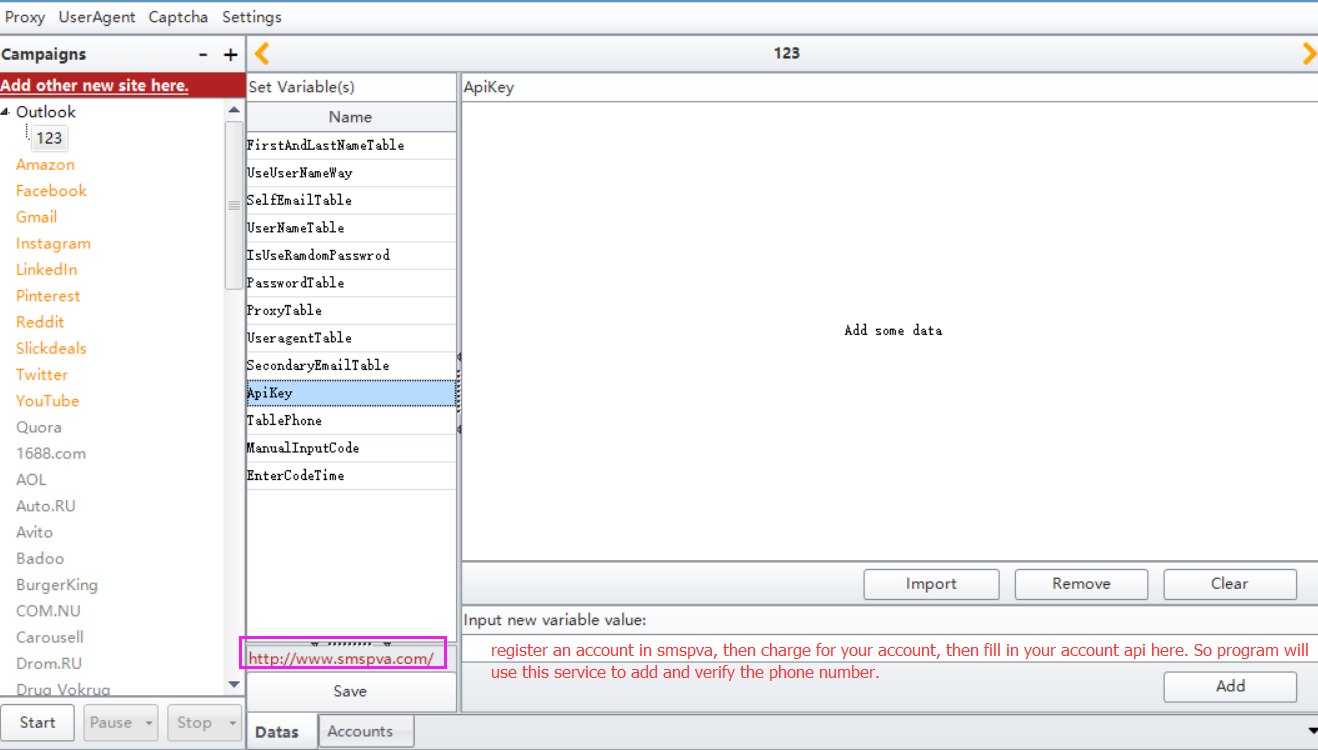 Proxy UserAgent Captcha Settings
Campaigns - +
123
Add other new site here.
Set Variable(s)
ApiKey
Outlook
123
Amazon
Facebook
Gmail
Instagram
LinkedIn
Pinterest
Reddit
Slickdeals
Twitter
YouTube
Quora
1688.com
AOL
Auto.RU
Avito
Badoo
BurgerKing
COM.NU
Carousell
Drom.RU
Drug Vokrug
Name
FirstAndLastNameTable
UseUserNameWay
SelfEmailTable
UserNameTable
IsUseRamdomPasswrod
PasswordTable
ProxyTable
UseragentTable
SecondaryEmailTable
ApiKey
TablePhone
ManualInputCode
EnterCodeTime
Add some data
Import Remove Clear
Input new variable value:
http://www.smspva.com/
register an account in smspva, then charge for your account, then fill in your account api here. So program will
use this service to add and verify the phone number.
Save
Add
Start Pause Stop
Datas Accounts